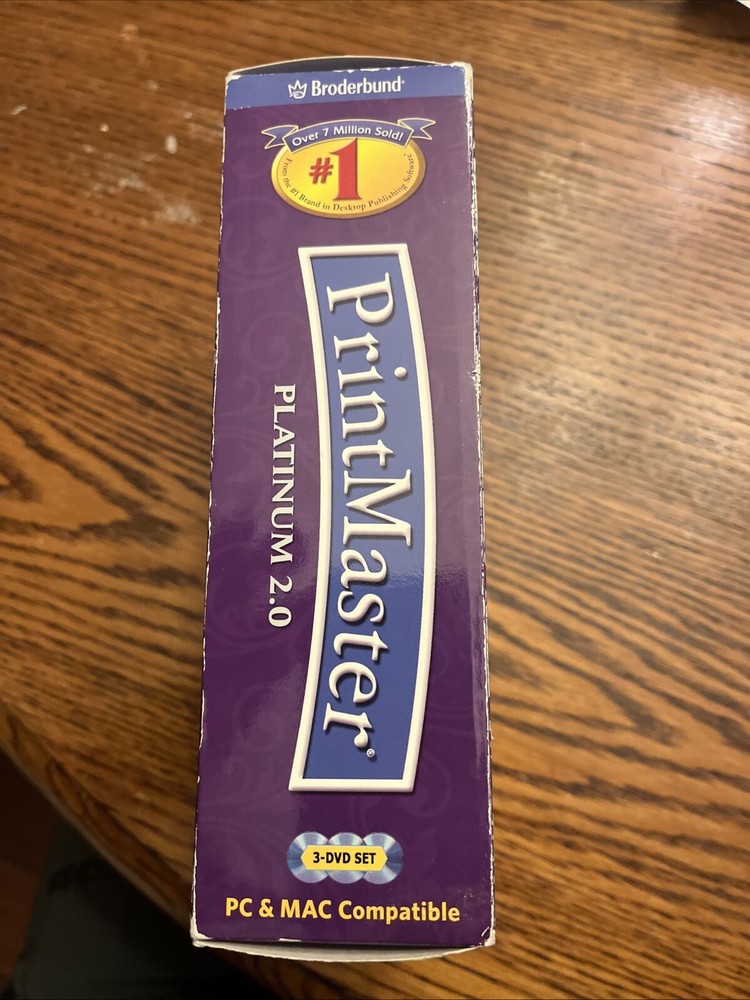 Broderbund®
Over 7 Million Sold!
#1
From the #1 Brand in Desktop Publishing Software*
PrintMaster®
PLATINUM 2.0
3-DVD SET
PC & MAC Compatible